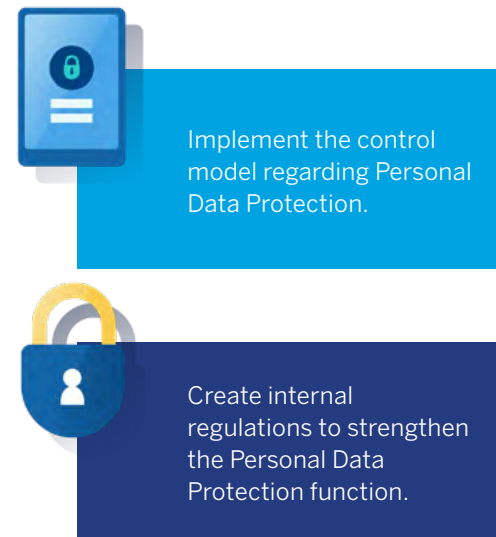 Implement the control
model regarding Personal
Data Protection.
Create internal
regulations to strengthen
the Personal Data
Protection function.